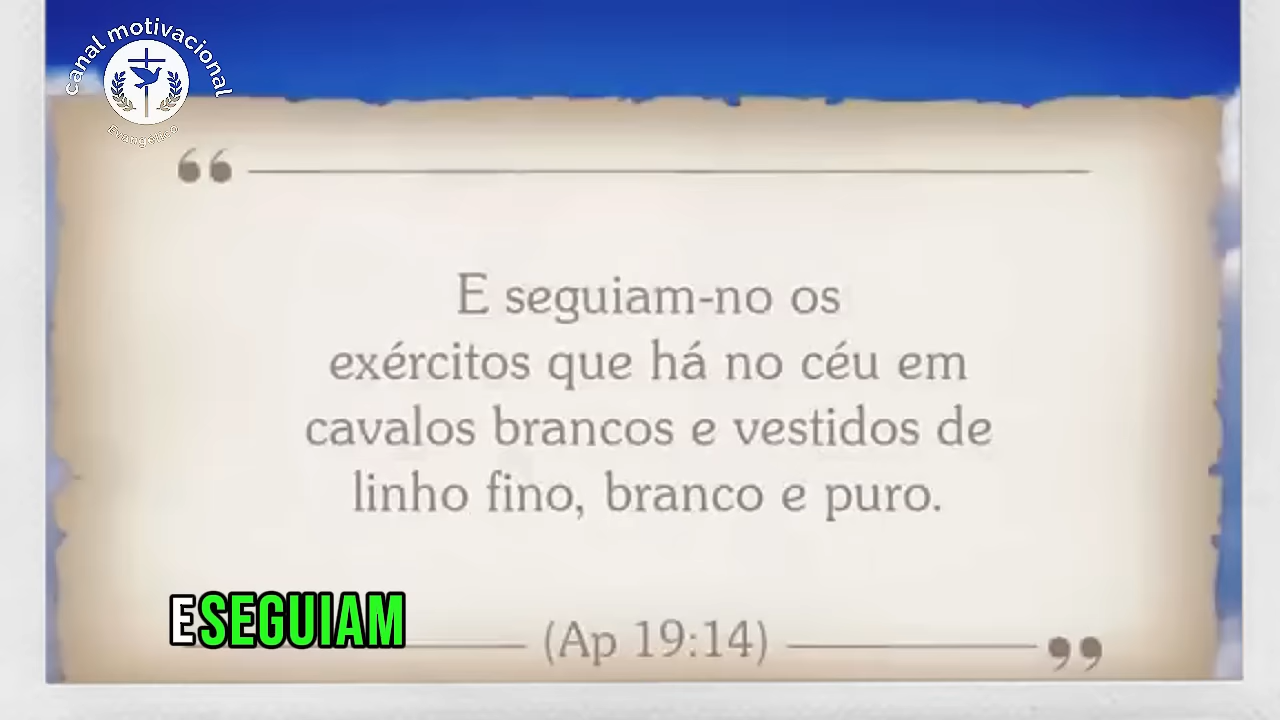 canal motivacional
Evangélico
“
E seguiam-no os
exércitos que há no céu em
cavalos brancos e vestidos de
linho fino, branco e puro.
E SEGUIAM
(Ap 19:14)
”